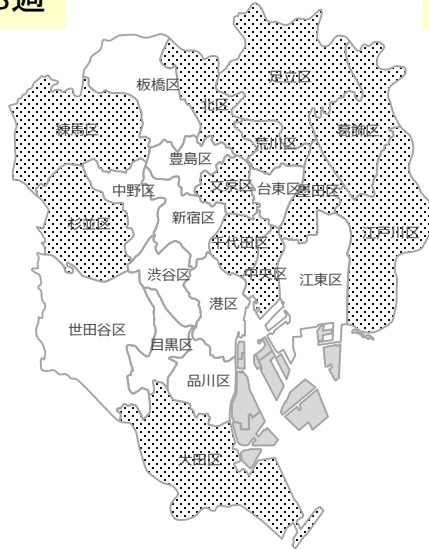 週
足立区
板橋区
北区
練馬区
葛飾区
荒川区
豊島区
中野区
文京区
台東区
墨田区
杉並区
新宿区
江戸川区
千代田区
渋谷区
中央区
江東区
港区
世田谷区
目黒区
品川区
大田区